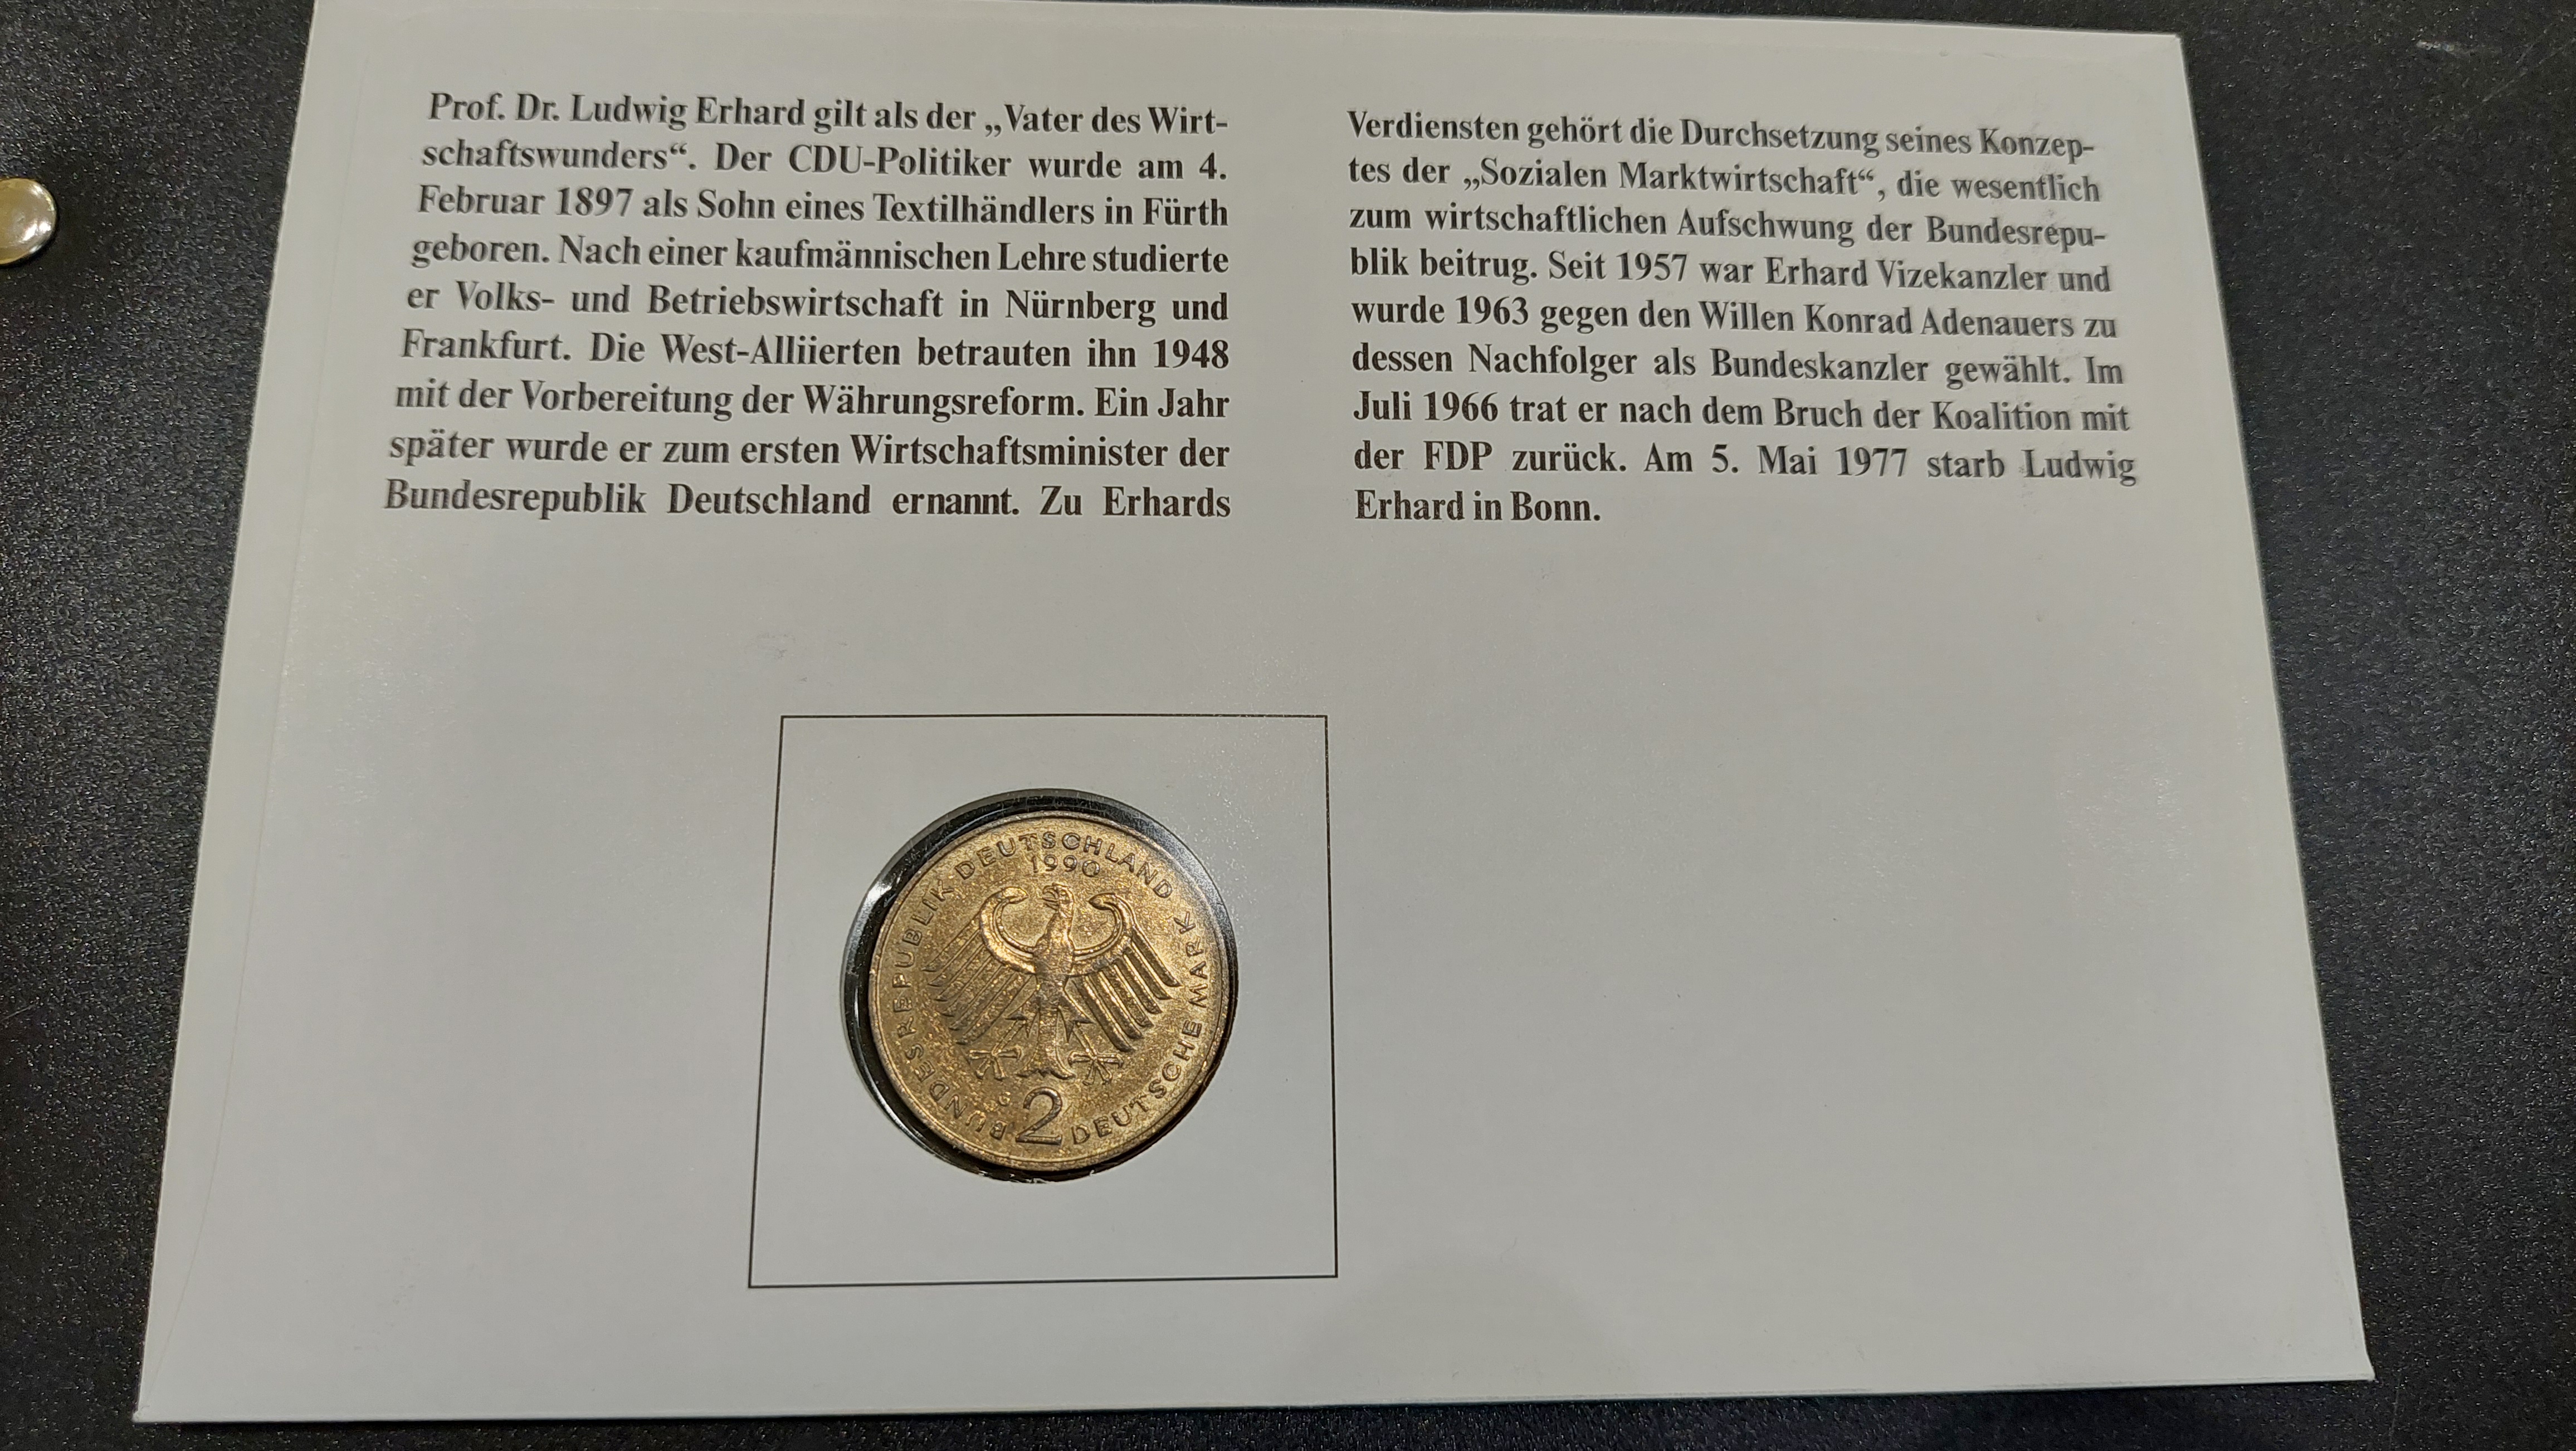 Prof. Dr. Ludwig Erhard gilt als der „Vater des Wirt-
schaftswunders“. Der CDU-Politiker wurde am 4.
Februar 1897 als Sohn eines Textilhändlers in Fürth
geboren. Nach einer kaufmännischen Lehre studierte
er Volks- und Betriebswirtschaft in Nürnberg und
Frankfurt. Die West-Alliierten betrauten ihn 1948
mit der Vorbereitung der Währungsreform. Ein Jahr
später wurde er zum ersten Wirtschaftsminister der
Bundesrepublik Deutschland ernannt. Zu Erhards
Verdiensten gehört die Durchsetzung seines Konzep-
tes der „Sozialen Marktwirtschaft“, die wesentlich
zum wirtschaftlichen Aufschwung der Bundesrepu-
blik beitrug. Seit 1957 war Erhard Vizekanzler und
wurde 1963 gegen den Willen Konrad Adenauers zu
dessen Nachfolger als Bundeskanzler gewählt. Im
Juli 1966 trat er nach dem Bruch der Koalition mit
der FDP zurück. Am 5. Mai 1977 starb Ludwig
Erhard in Bonn.
BUNDESREPUBLIK DEUTSCHLAND
1990
G
2
DEUTSCHE MARK